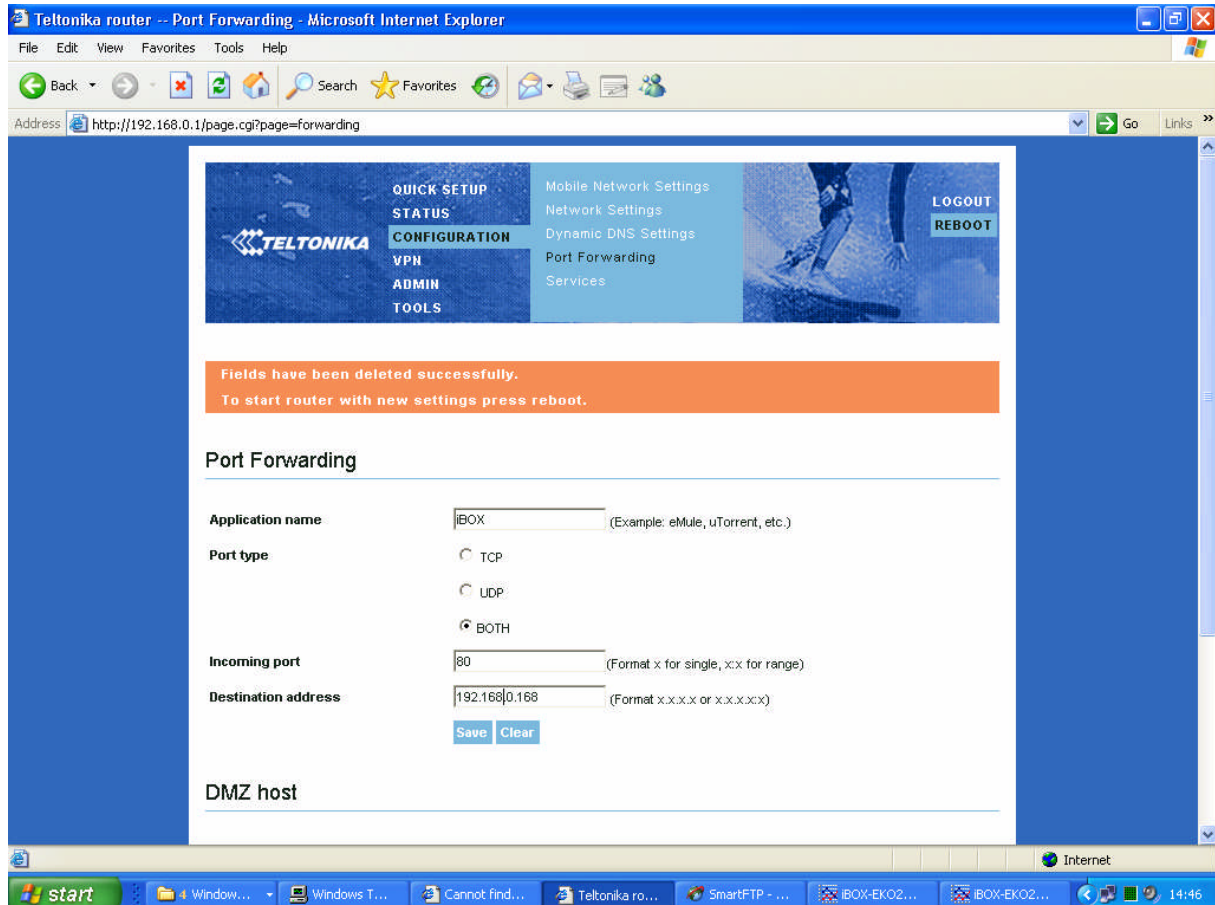 Teltonika router -- Port Forwarding - Microsoft Internet Explorer
File Edit View Favorites Tools Help
Back Search Favorites
Address http://192.168.0.1/page.cgi?page=forwarding Go Links »
TELTONIKA
QUICK SETUP
STATUS
CONFIGURATION
VPN
ADMIN
TOOLS
Mobile Network Settings
Network Settings
Dynamic DNS Settings
Port Forwarding
Services
LOGOUT
REBOOT
Fields have been deleted successfully.
To start router with new settings press reboot.
Port Forwarding
Application name iBOX (Example: eMule, uTorrent, etc.)
Port type TCP
UDP
BOTH
Incoming port 80 (Format x for single, x:x for range)
Destination address 192.168.0.168 (Format x.x.x.x or x.x.x.x:x)
Save Clear
DMZ host
Internet
start 4 Window... Windows T... Cannot find... Teltonika ro... SmartFTP - ... iBOX-EKO2... iBOX-EKO2... 14:46